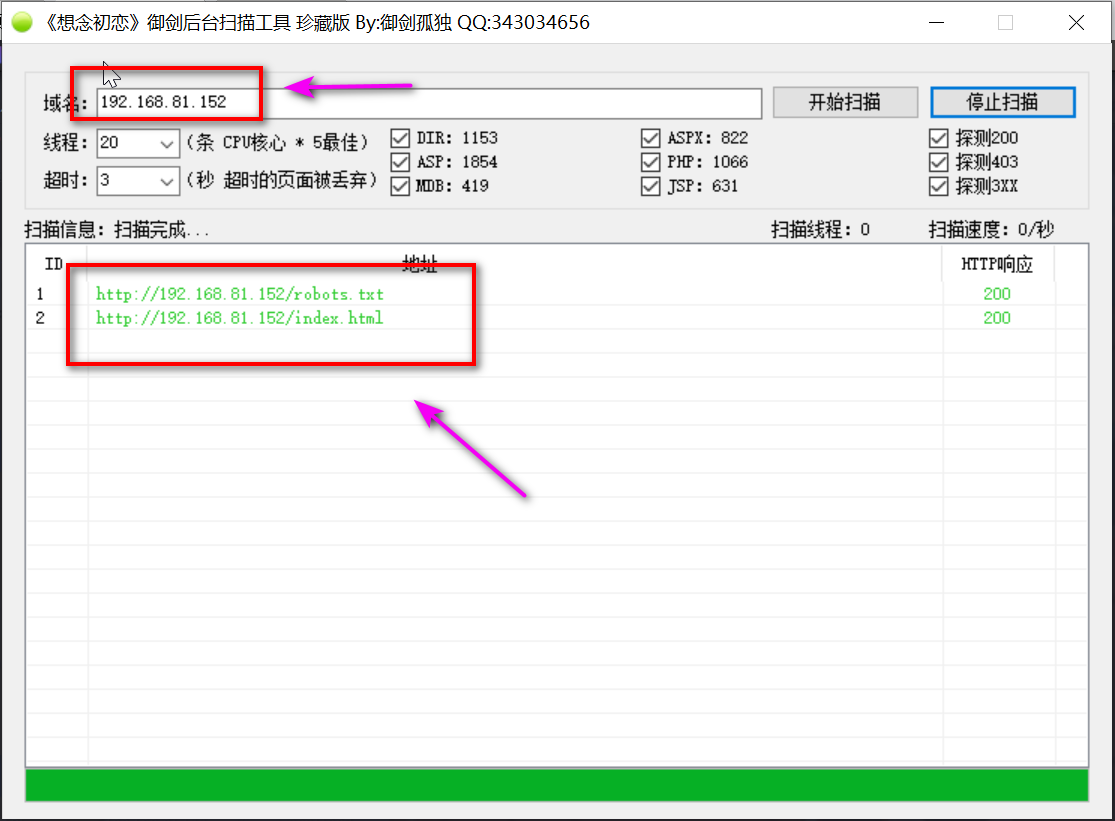 《想念初恋》御剑后台扫描工具 珍藏版 By:御剑孤独 QQ:343034656
域名: 192.168.81.152 开始扫描 停止扫描
线程: 20 (条 CPU核心 * 5最佳) DIR: 1153 ASPX: 822 探测200
ASP: 1854 PHP: 1066 探测403
超时: 3 (秒 超时的页面被丢弃) MDB: 419 JSP: 631 探测3XX
扫描信息: 扫描完成... 扫描线程: 0 扫描速度: 0/秒
ID 地址 HTTP响应
1 http://192.168.81.152/robots.txt 200
2 http://192.168.81.152/index.html 200